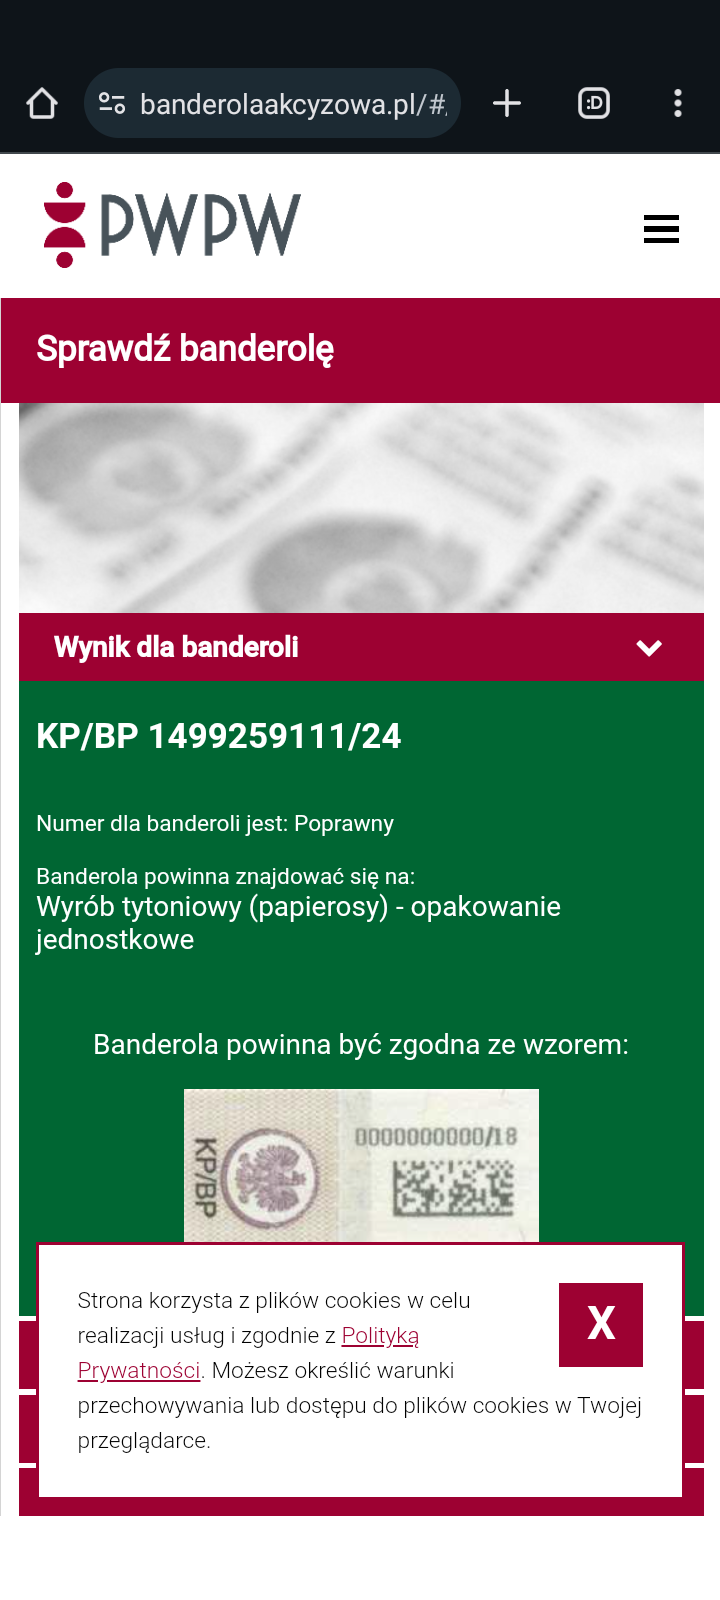 banderolaakcyzowa.pl/#
:D
PWPW
Sprawdź banderolę
Wynik dla banderoli
KP/BP 1499259111/24
Numer dla banderoli jest: Poprawny
Banderola powinna znajdować się na:
Wyrób tytoniowy (papierosy) - opakowanie
jednostkowe
Banderola powinna być zgodna ze wzorem:
KP/BP
0000000000/18
Strona korzysta z plików cookies w celu
realizacji usług i zgodnie z Polityką
Prywatności. Możesz określić warunki
przechowywania lub dostępu do plików cookies w Twojej
przeglądarce.
X